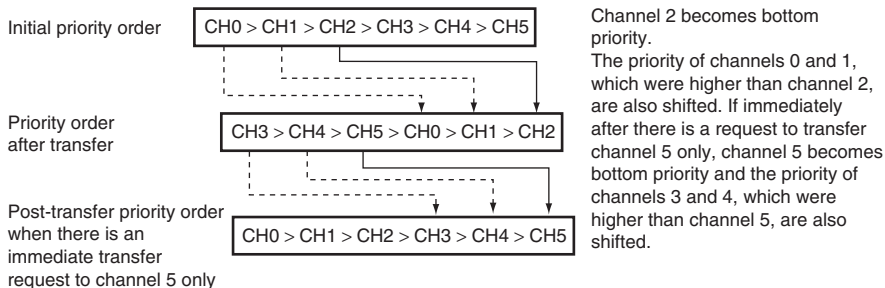 Initial priority order
CH0 > CH1 > CH2 > CH3 > CH4 > CH5
Priority order
after transfer
CH3 > CH4 > CH5 > CH0 > CH1 > CH2
Post-transfer priority order
when there is an
immediate transfer
request to channel 5 only
CH0 > CH1 > CH2 > CH3 > CH4 > CH5
Channel 2 becomes bottom
priority.
The priority of channels 0 and 1,
which were higher than channel 2,
are also shifted. If immediately
after there is a request to transfer
channel 5 only, channel 5 becomes
bottom priority and the priority of
channels 3 and 4, which were
higher than channel 5, are also
shifted.